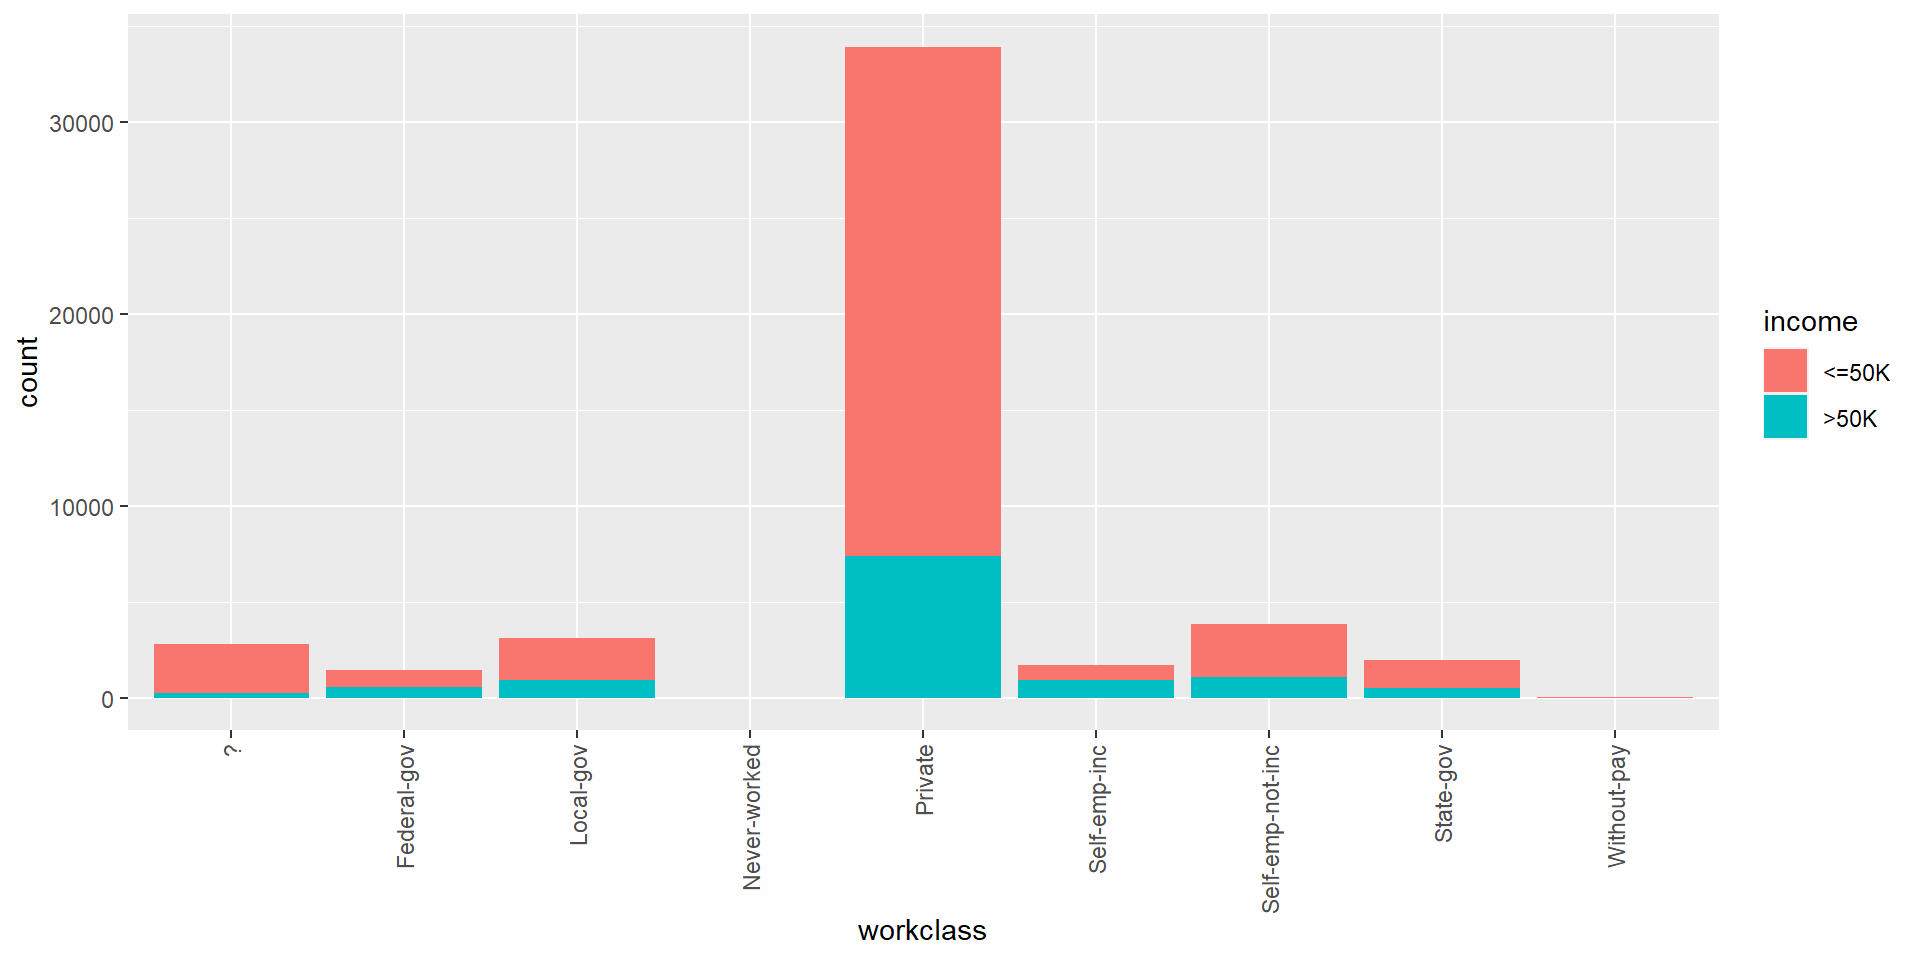 count
30000
20000
10000
0
?
Federal-gov
Local-gov
Never-worked
Private
Self-emp-inc
Self-emp-not-inc
State-gov
Without-pay
workclass
income
<=50K
>50K